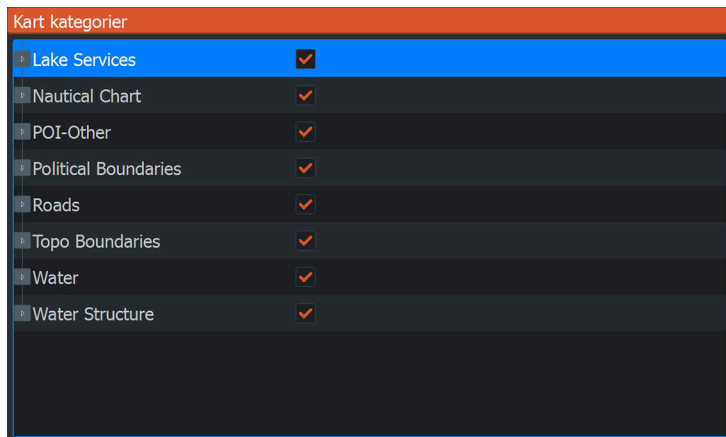 Kart kategorier
Lake Services
Nautical Chart
POI-Other
Political Boundaries
Roads
Topo Boundaries
Water
Water Structure